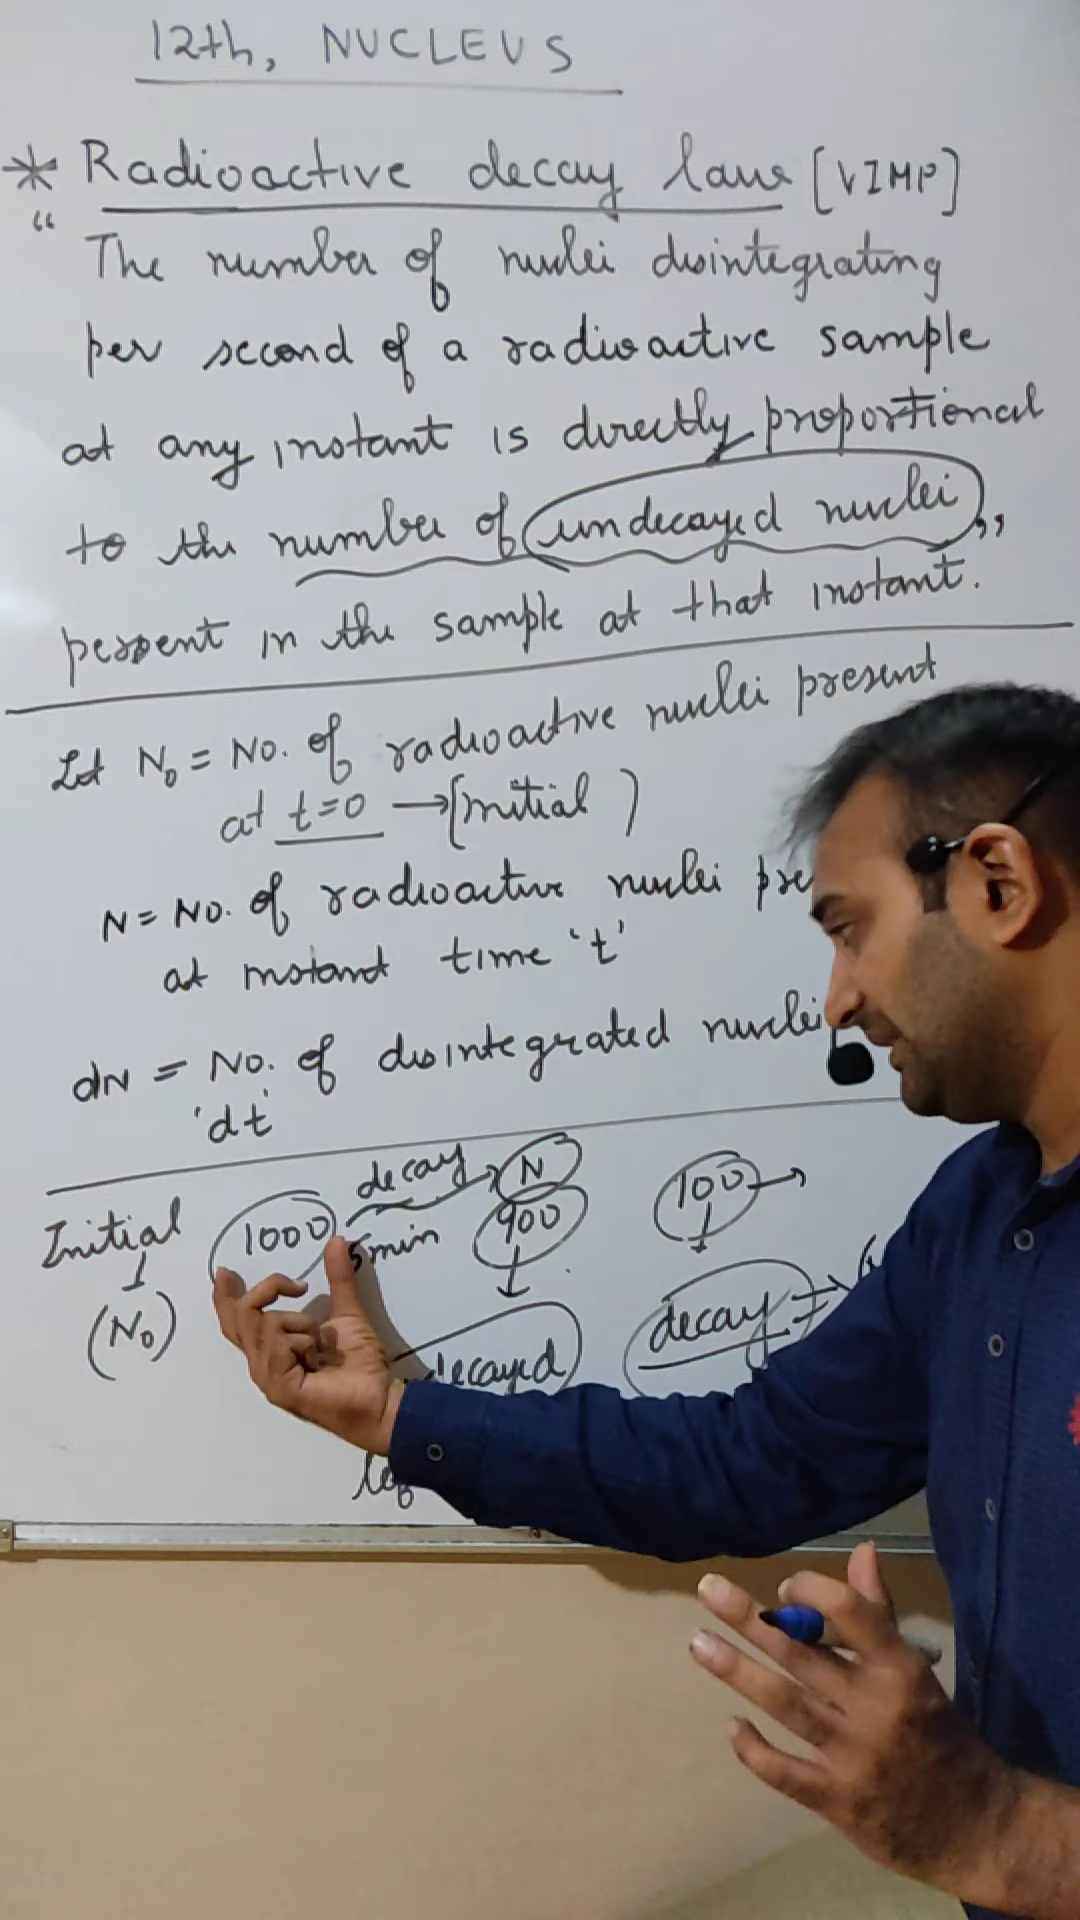 12th, NUCLEUS
* Radioactive decay law [VIMP]
“ The number of nuclei disintegrating
per second of a radioactive sample
at any instant is directly proportional
to the number of undecayed nuclei ”
present in the sample at that instant.
Let N₀ = No. of radioactive nuclei present
at t=0 → (initial)
N = No. of radioactive nuclei pre
at instant time 't'
dN = No. of disintegrated nuclei
'dt'
Initial 1000 decay → N 100 →
5min 900
(N₀) decayed decay